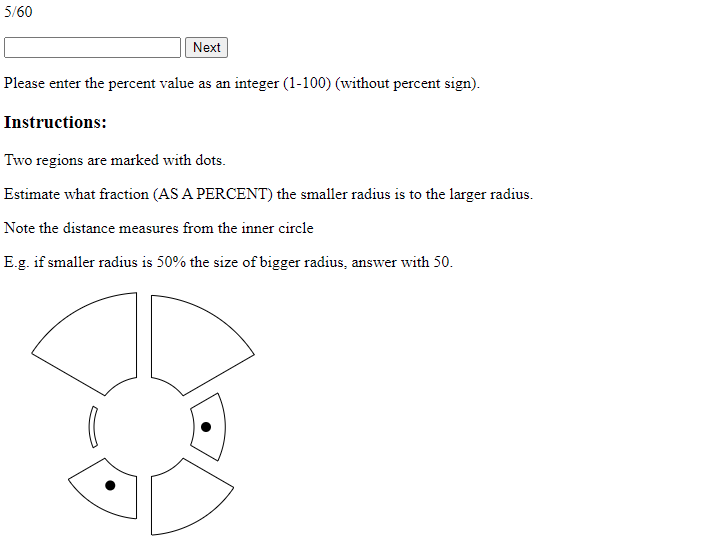 5/60
Next
Please enter the percent value as an integer (1-100) (without percent sign).
Instructions:
Two regions are marked with dots.
Estimate what fraction (AS A PERCENT) the smaller radius is to the larger radius.
Note the distance measures from the inner circle
E.g. if smaller radius is 50% the size of bigger radius, answer with 50.